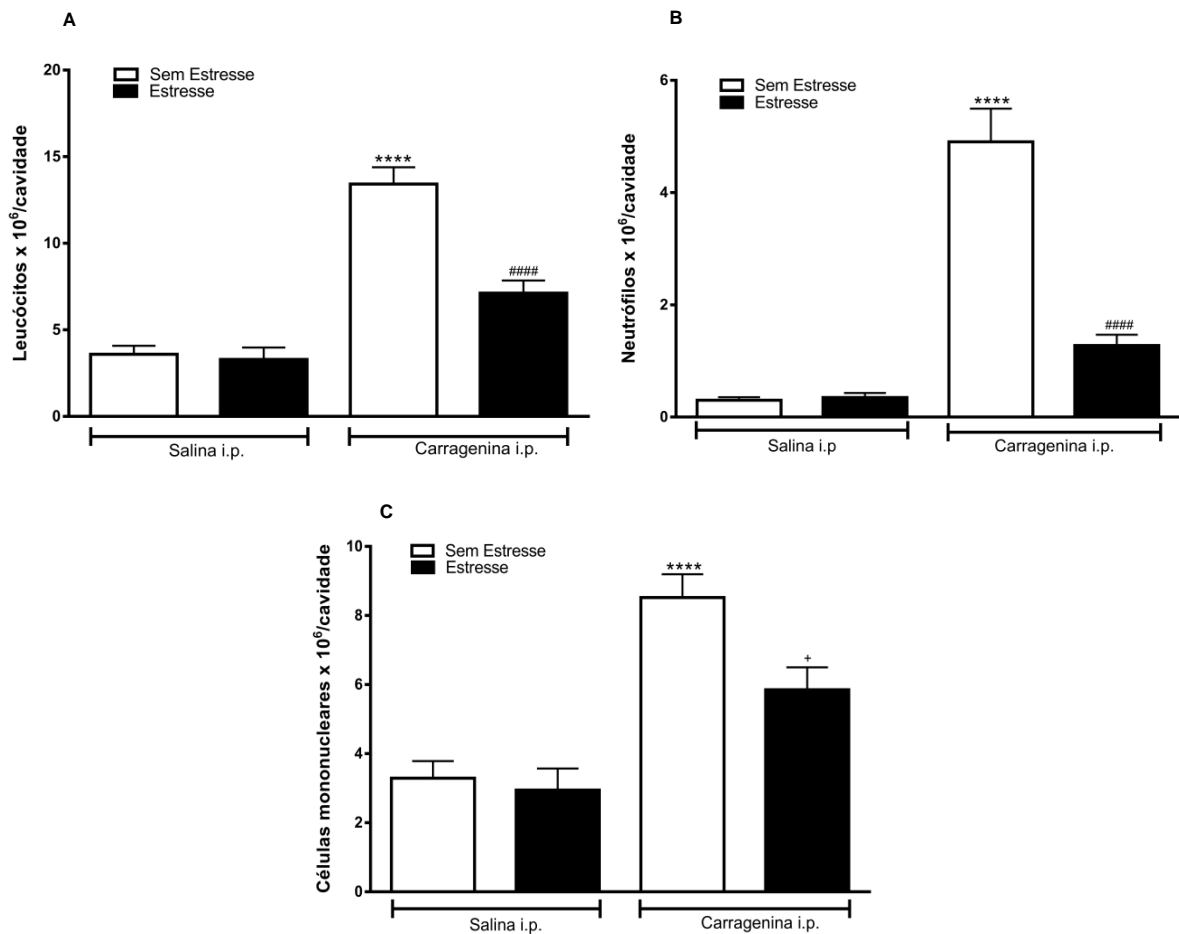 A
Sem Estresse
Estresse
Leucócitos x 10⁶/cavidade
20
15
10
5
0
****
####
Salina i.p.
Carragenina i.p.
B
Sem Estresse
Estresse
Neutrófilos x 10⁶/cavidade
6
4
2
0
****
####
Salina i.p
Carragenina i.p.
C
Sem Estresse
Estresse
Células mononucleares x 10⁶/cavidade
10
8
6
4
2
0
****
+
Salina i.p.
Carragenina i.p.